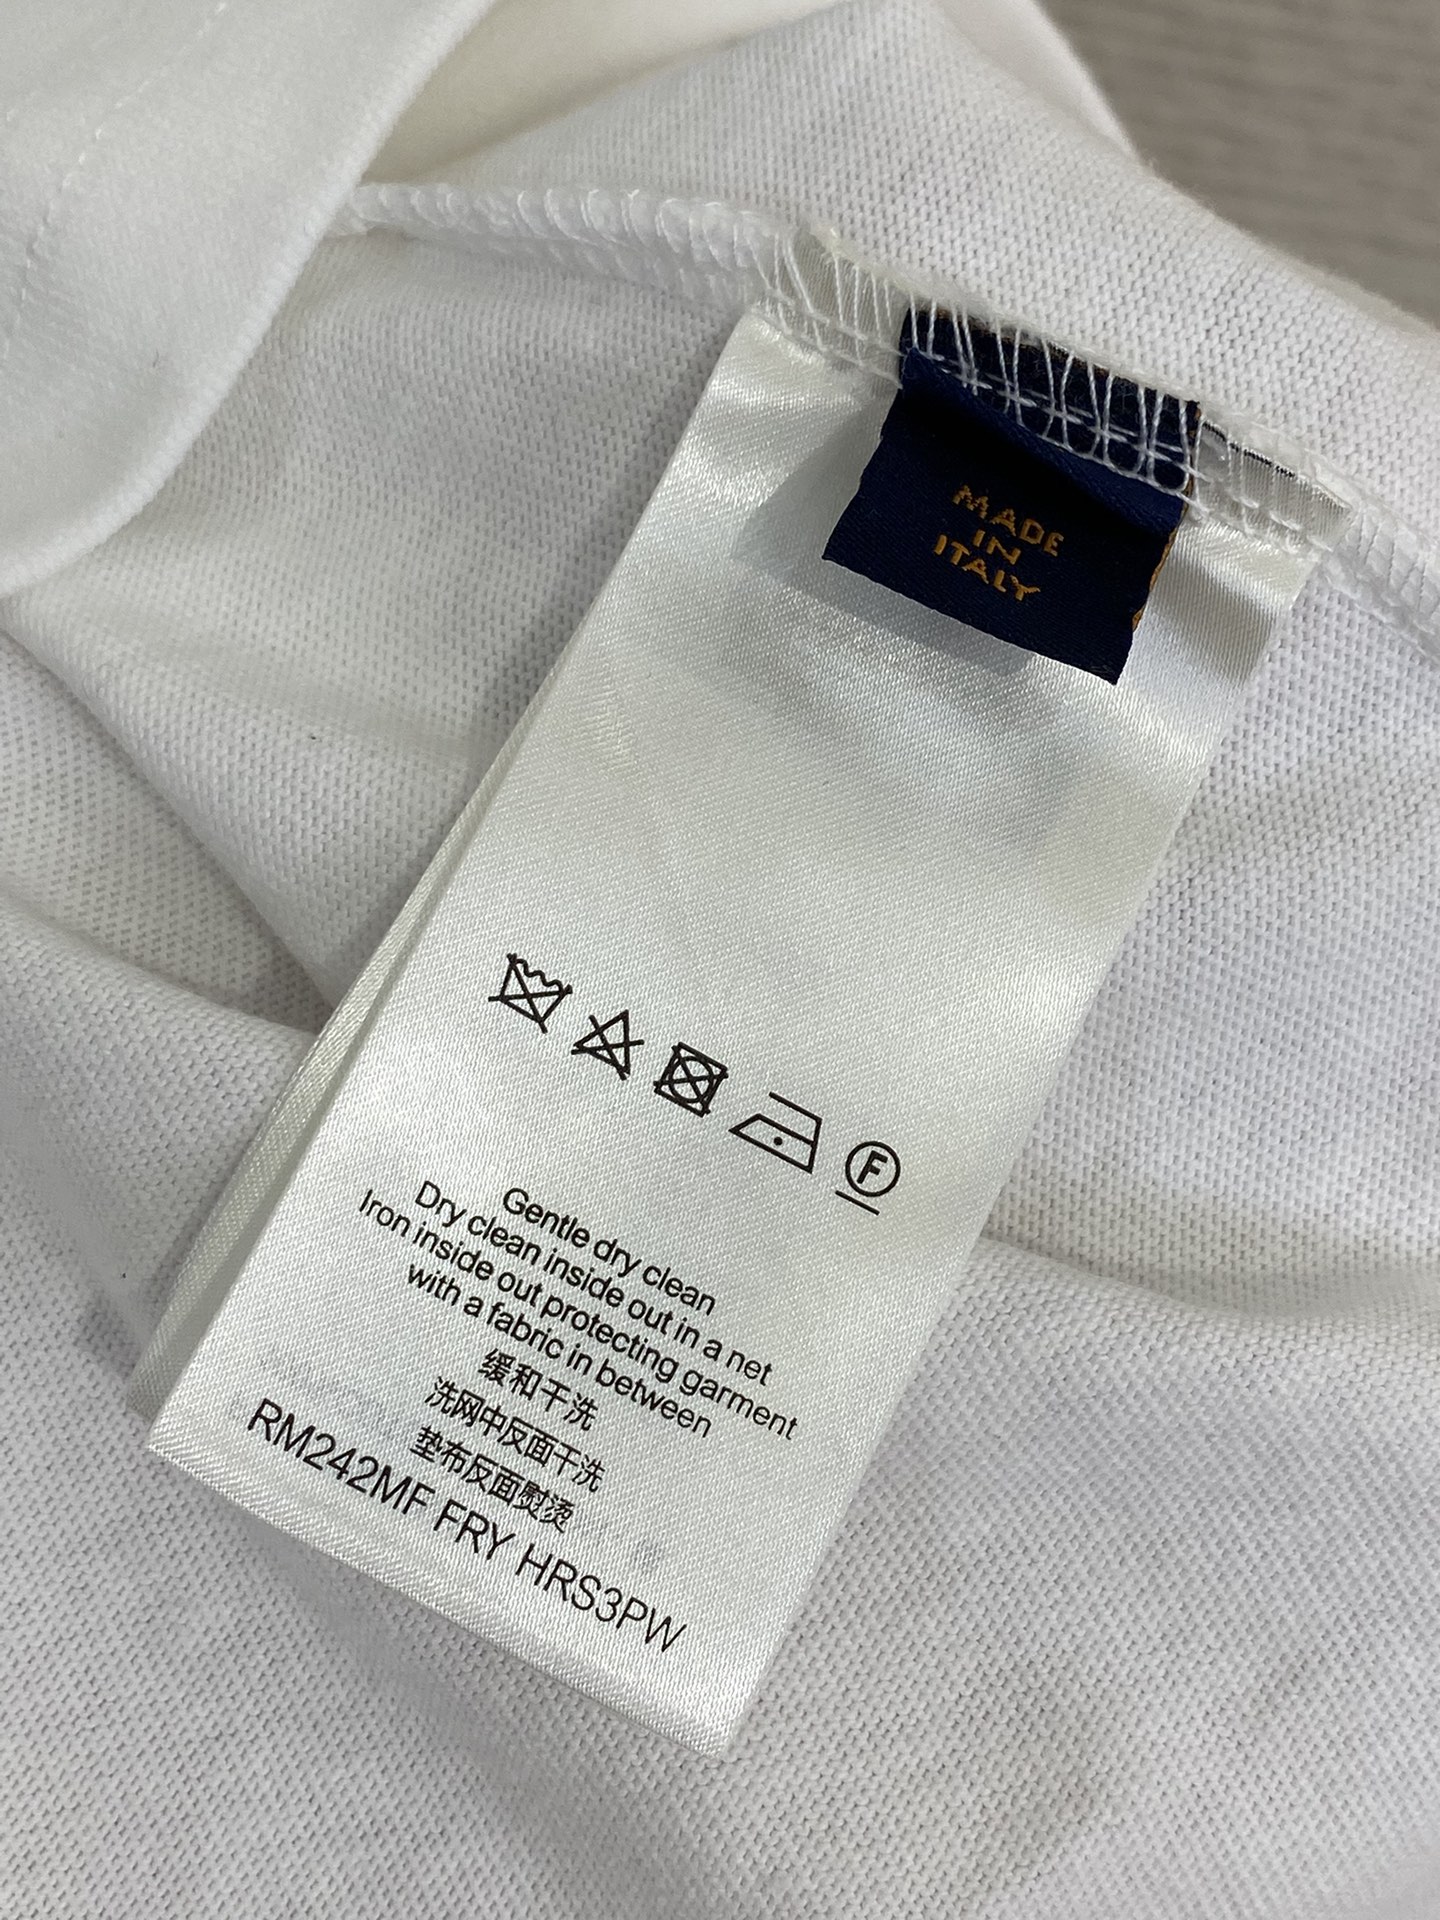 MADE
IN
ITALY
F
Gentle dry clean
Dry clean inside out in a net
Iron inside out protecting garment
with a fabric in between
缓和干洗
洗网中反面干洗
垫布反面熨烫
RM242MF FRY HRS3PW